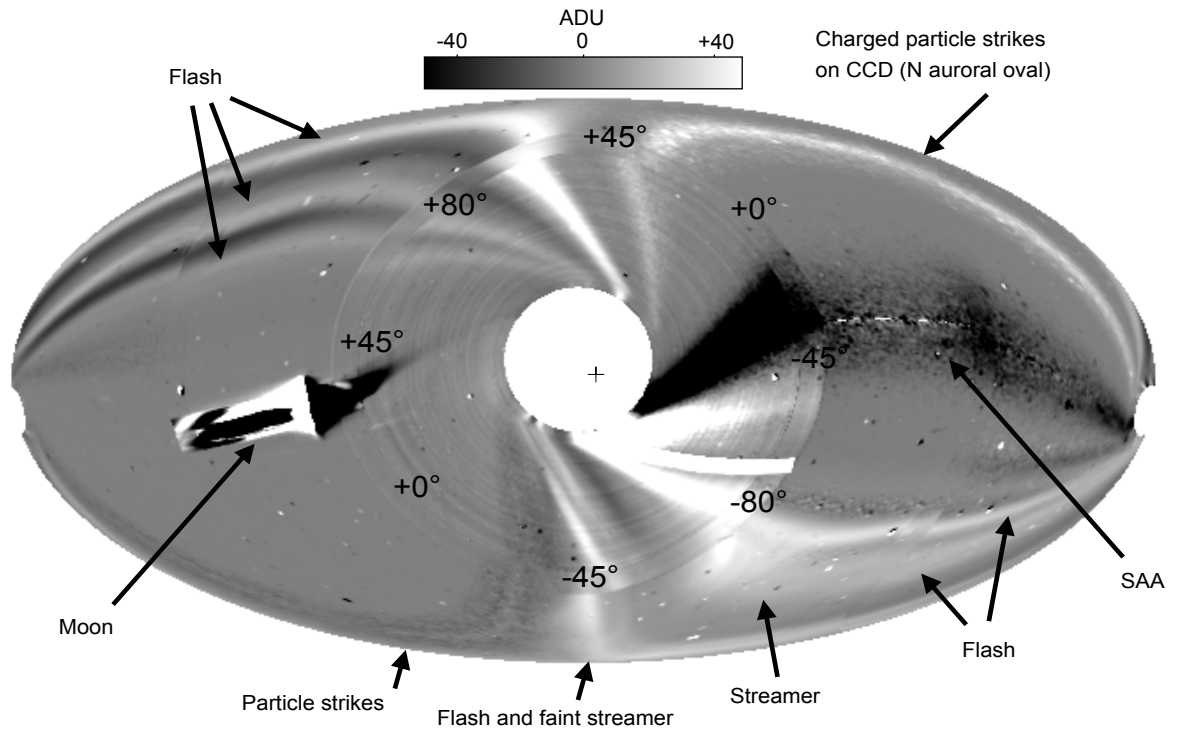 ADU
-40 0 +40
Charged particle strikes
on CCD (N auroral oval)
Flash
+45°
+80°
+0°
+45°
-45°
+0°
-80°
-45°
SAA
Moon
Flash
Particle strikes
Streamer
Flash and faint streamer